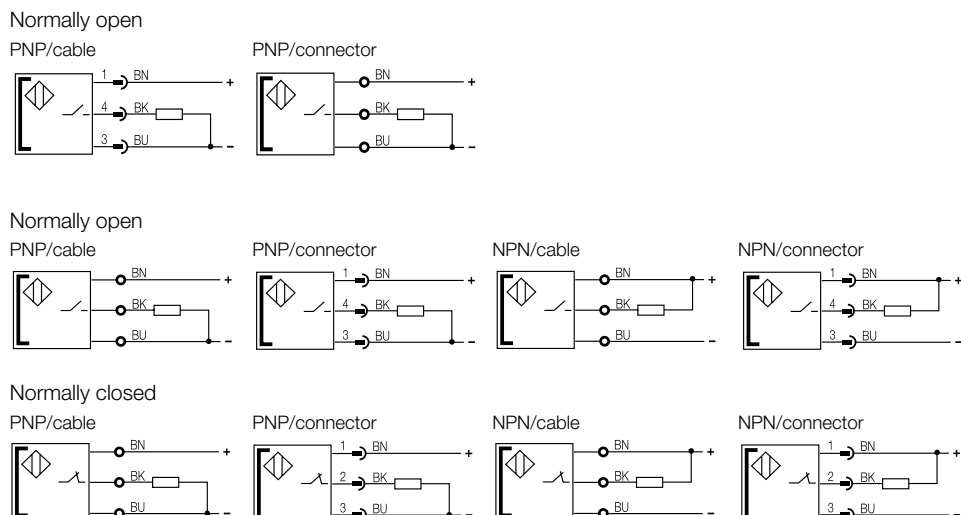 Normally open
PNP/cable PNP/connector
1 BN + BN +
4 BK BK
3 BU - BU -
Normally open
PNP/cable PNP/connector NPN/cable NPN/connector
BN + 1 BN + BN + 1 BN +
BK 4 BK BK 4 BK
BU - 3 BU - BU - 3 BU -
Normally closed
PNP/cable PNP/connector NPN/cable NPN/connector
BN + 1 BN + BN + 1 BN +
BK 2 BK BK 2 BK
BU - 3 BU - BU - 3 BU -